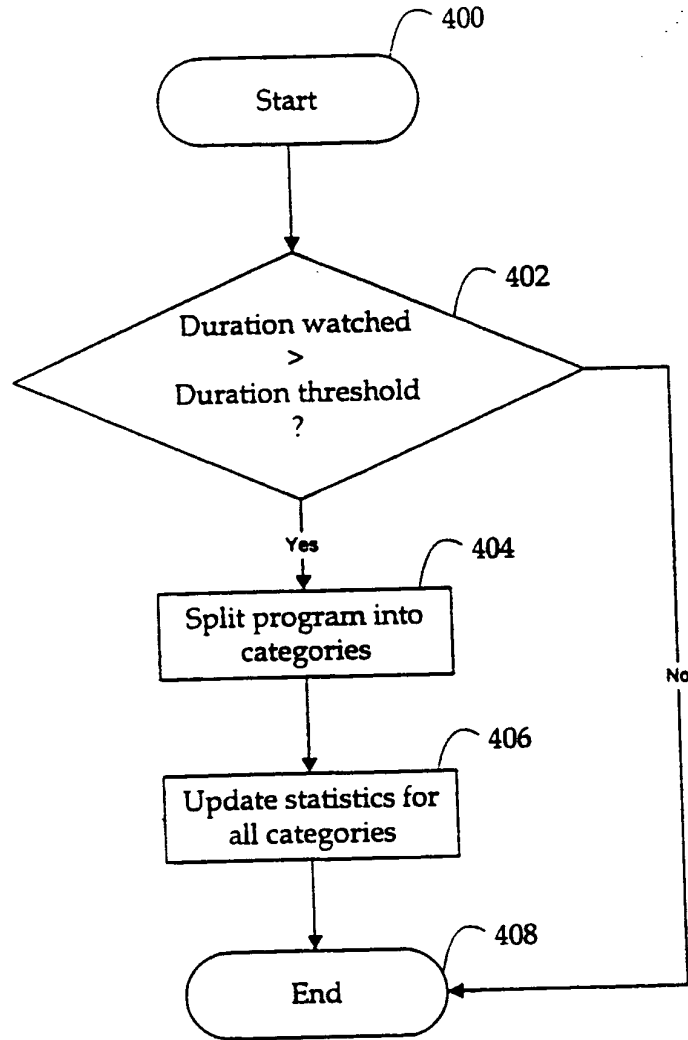 400
Start
402
Duration watched
>
Duration threshold
?
Yes
404
Split program into
categories
No
406
Update statistics for
all categories
408
End